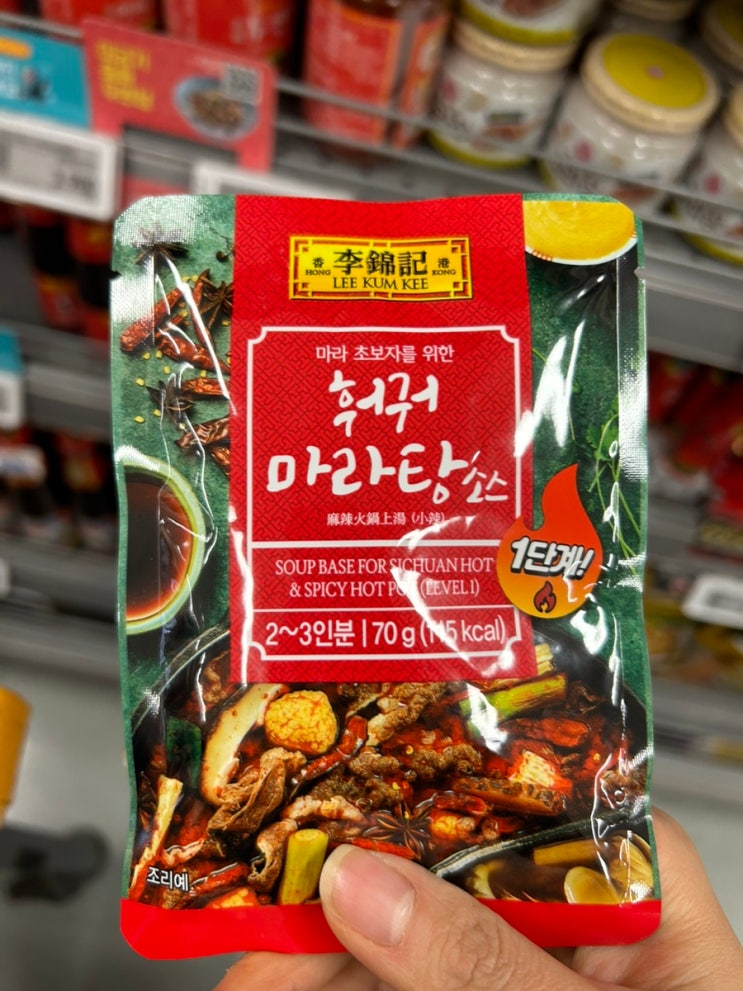 香 李錦記 港
HONG KONG
LEE KUM KEE
마라 초보자를 위한
훠궈
마라탕소스
麻辣火鍋上湯 (小辣)
1단계!
SOUP BASE FOR SICHUAN HOT
& SPICY HOT POT (LEVEL 1)
2~3인분 | 70 g (115 kcal)
조리예